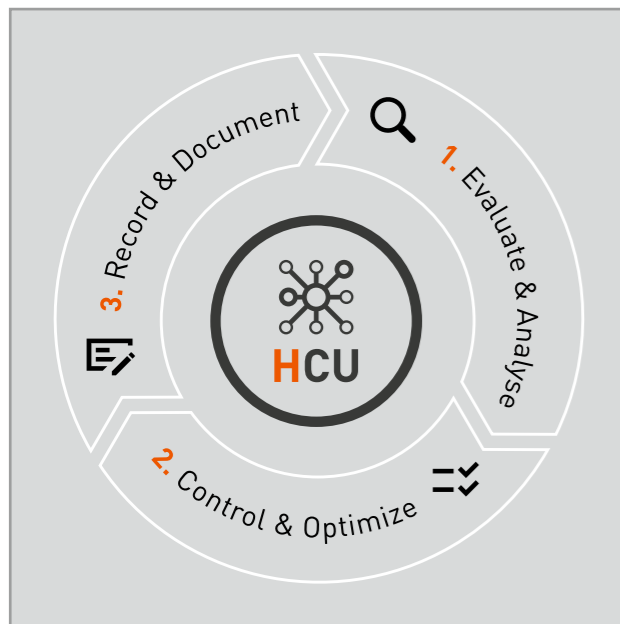 1. Evaluate & Analyse
2. Control & Optimize
3. Record & Document
HCU